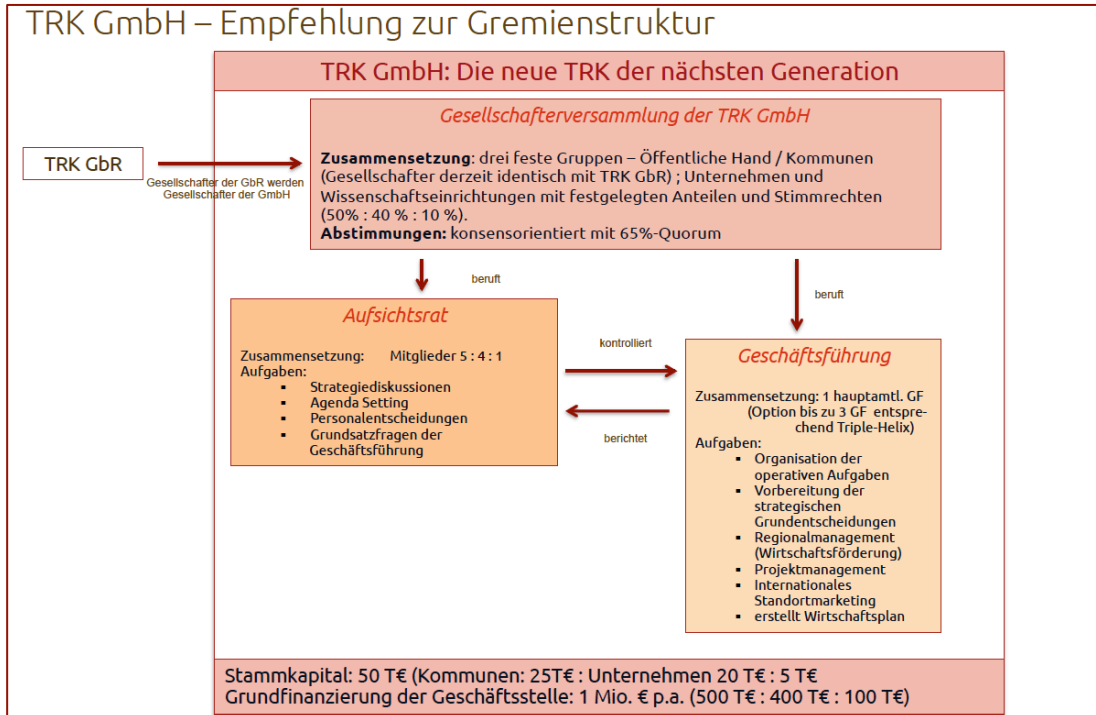 TRK GmbH – Empfehlung zur Gremienstruktur
TRK GmbH: Die neue TRK der nächsten Generation
Gesellschafterversammlung der TRK GmbH
Zusammensetzung: drei feste Gruppen – Öffentliche Hand / Kommunen
(Gesellschafter derzeit identisch mit TRK GbR) ; Unternehmen und
Wissenschaftseinrichtungen mit festgelegten Anteilen und Stimmrechten
(50% : 40 % : 10 %).
Abstimmungen: konsensorientiert mit 65%-Quorum
TRK GbR
Gesellschafter der GbR werden
Gesellschafter der GmbH
beruft
beruft
Aufsichtsrat
Zusammensetzung: Mitglieder 5 : 4 : 1
Aufgaben:
▪ Strategiediskussionen
▪ Agenda Setting
▪ Personalentscheidungen
▪ Grundsatzfragen der
Geschäftsführung
kontrolliert
berichtet
Geschäftsführung
Zusammensetzung: 1 hauptamtl. GF
(Option bis zu 3 GF entspre-
chend Triple-Helix)
Aufgaben:
▪ Organisation der
operativen Aufgaben
▪ Vorbereitung der
strategischen
Grundentscheidungen
▪ Regionalmanagement
(Wirtschaftsförderung)
▪ Projektmanagement
▪ Internationales
Standortmarketing
▪ erstellt Wirtschaftsplan
Stammkapital: 50 T€ (Kommunen: 25T€ : Unternehmen 20 T€ : 5 T€
Grundfinanzierung der Geschäftsstelle: 1 Mio. € p.a. (500 T€ : 400 T€ : 100 T€)